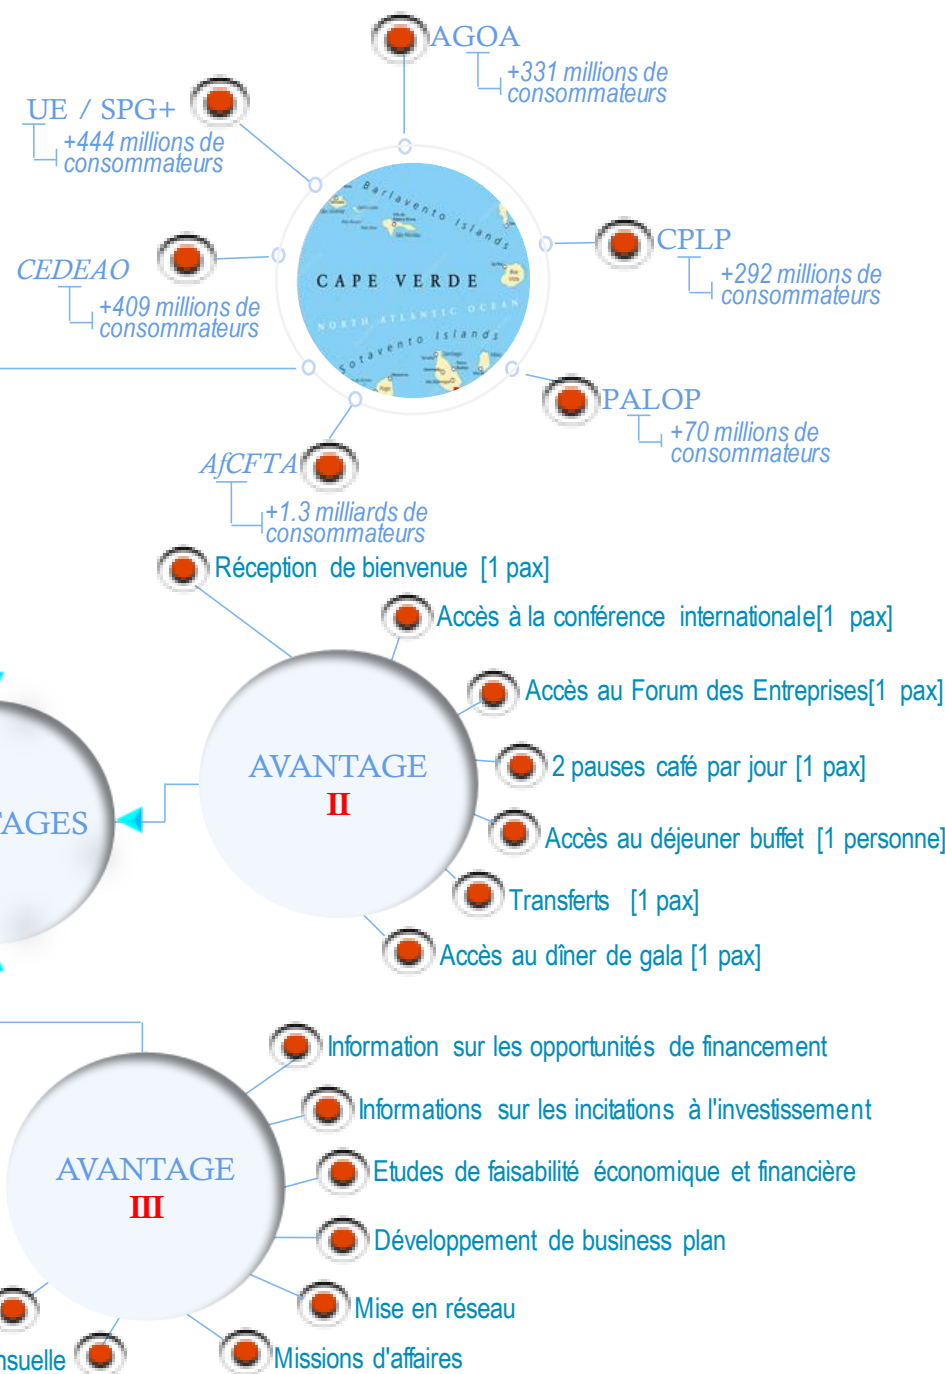 AGOA
+331 millions de
consommateurs
UE / SPG+
+444 millions de
consommateurs
CEDEAO
+409 millions de
consommateurs
CPLP
+292 millions de
consommateurs
Barlavento Islands
CAPE VERDE
NORTH ATLANTIC OCEAN
Sotavento Islands
PALOP
+70 millions de
consommateurs
AfCFTA
+1.3 milliards de
consommateurs
Réception de bienvenue [1 pax]
Accès à la conférence internationale[1 pax]
Accès au Forum des Entreprises[1 pax]
AVANTAGE
II
2 pauses café par jour [1 pax]
TAGES
Accès au déjeuner buffet [1 personne]
Transferts [1 pax]
Accès au dîner de gala [1 pax]
Information sur les opportunités de financement
Informations sur les incitations à l'investissement
AVANTAGE
III
Etudes de faisabilité économique et financière
Développement de business plan
Mise en réseau
nsuelle
Missions d'affaires